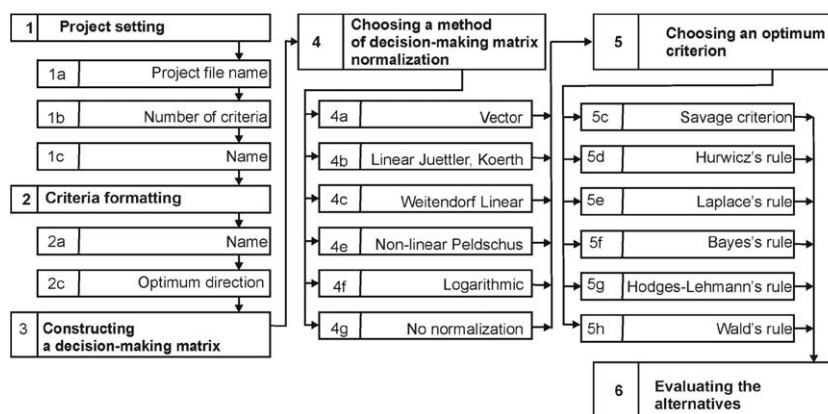 1 Project setting
1a Project file name
1b Number of criteria
1c Name
2 Criteria formatting
2a Name
2c Optimum direction
3 Constructing
a decision-making matrix
4 Choosing a method
of decision-making matrix
normalization
4a Vector
4b Linear Juettler, Koerth
4c Weitendorf Linear
4e Non-linear Peldschus
4f Logarithmic
4g No normalization
5 Choosing an optimum
criterion
5c Savage criterion
5d Hurwicz's rule
5e Laplace's rule
5f Bayes's rule
5g Hodges-Lehmann's rule
5h Wald's rule
6 Evaluating the
alternatives